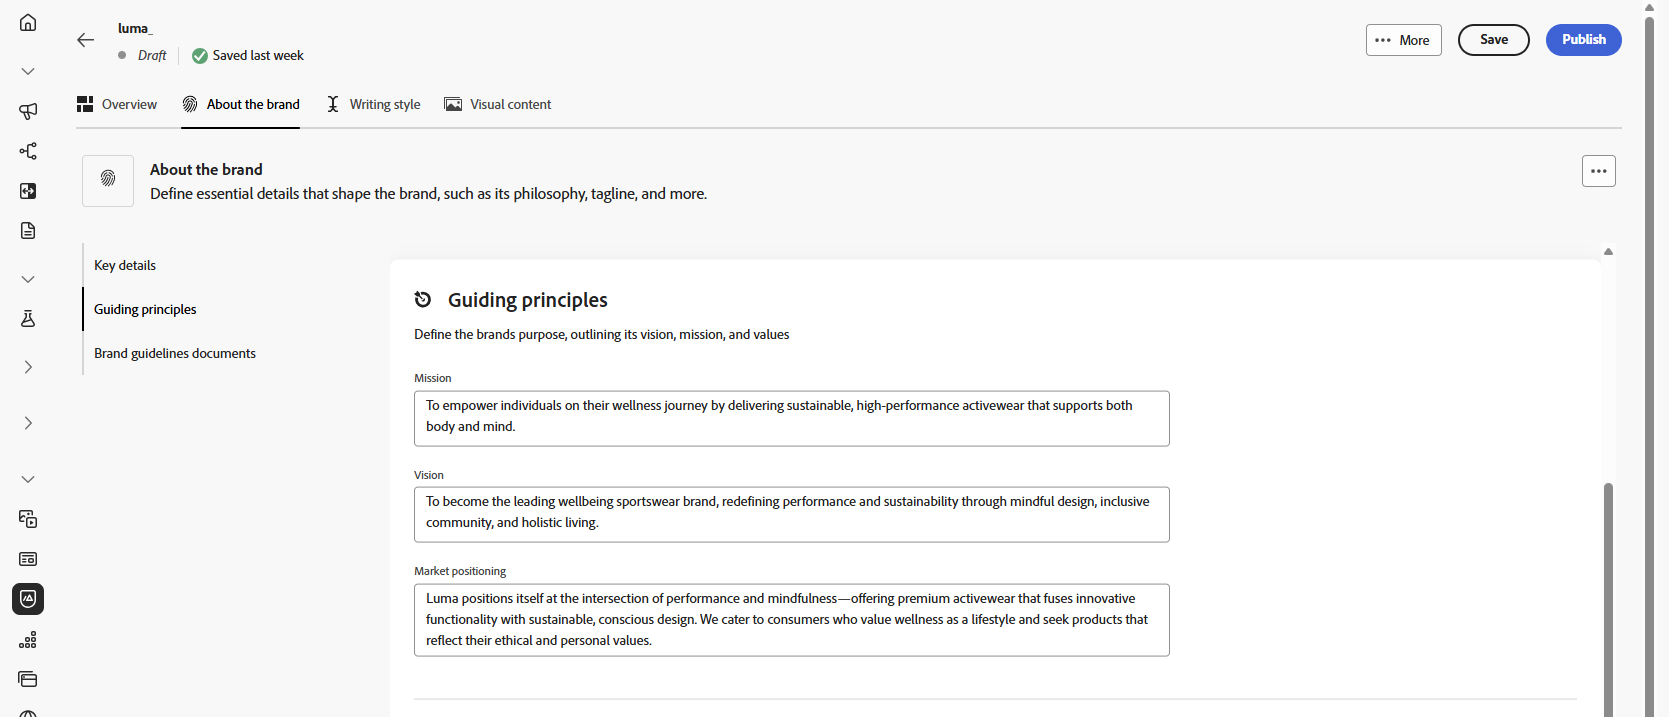 luma_
Draft
Saved last week
More
Save
Publish
Overview
About the brand
Writing style
Visual content
About the brand
Define essential details that shape the brand, such as its philosophy, tagline, and more.
Key details
Guiding principles
Brand guidelines documents
Guiding principles
Define the brands purpose, outlining its vision, mission, and values
Mission
To empower individuals on their wellness journey by delivering sustainable, high-performance activewear that supports both
body and mind.
Vision
To become the leading wellbeing sportswear brand, redefining performance and sustainability through mindful design, inclusive
community, and holistic living.
Market positioning
Luma positions itself at the intersection of performance and mindfulness—offering premium activewear that fuses innovative
functionality with sustainable, conscious design. We cater to consumers who value wellness as a lifestyle and seek products that
reflect their ethical and personal values.